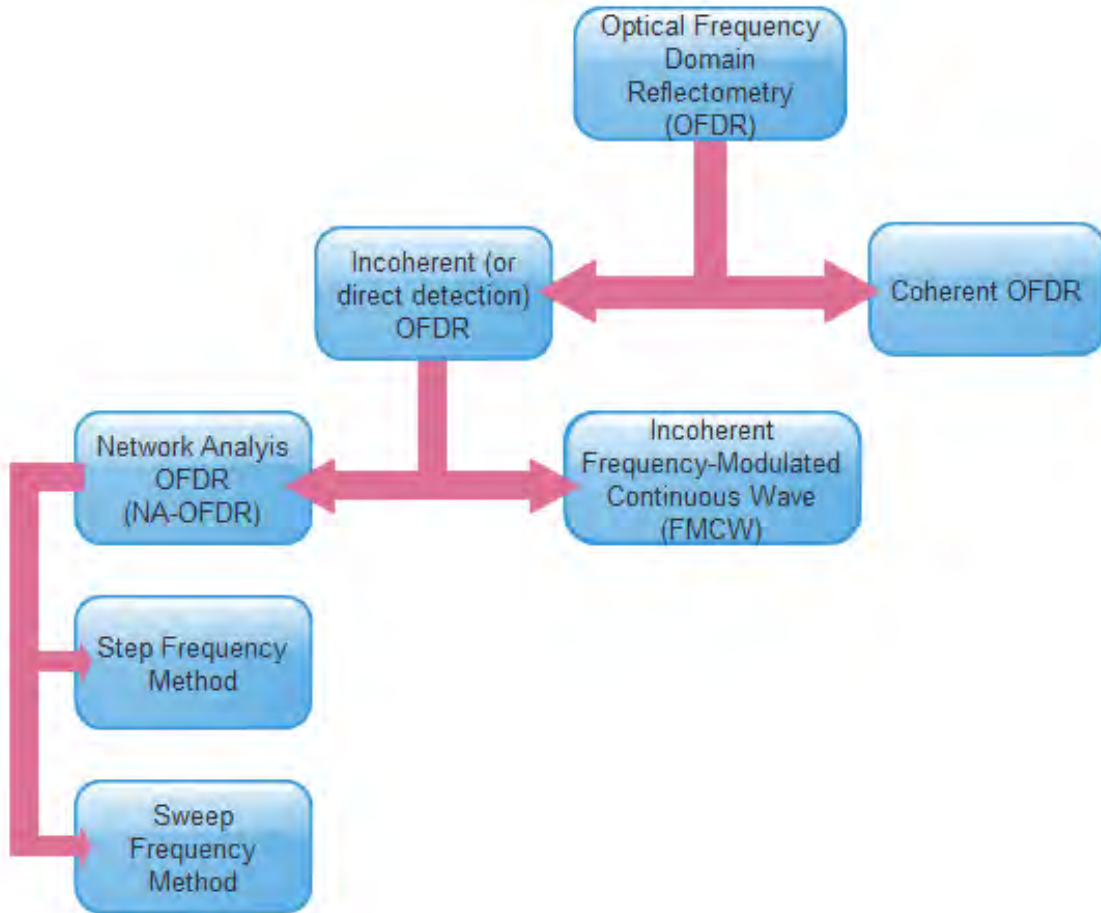 Optical Frequency
Domain
Reflectometry
(OFDR)
Incoherent (or
direct detection)
OFDR
Coherent OFDR
Network Analyis
OFDR
(NA-OFDR)
Incoherent
Frequency-Modulated
Continuous Wave
(FMCW)
Step Frequency
Method
Sweep
Frequency
Method